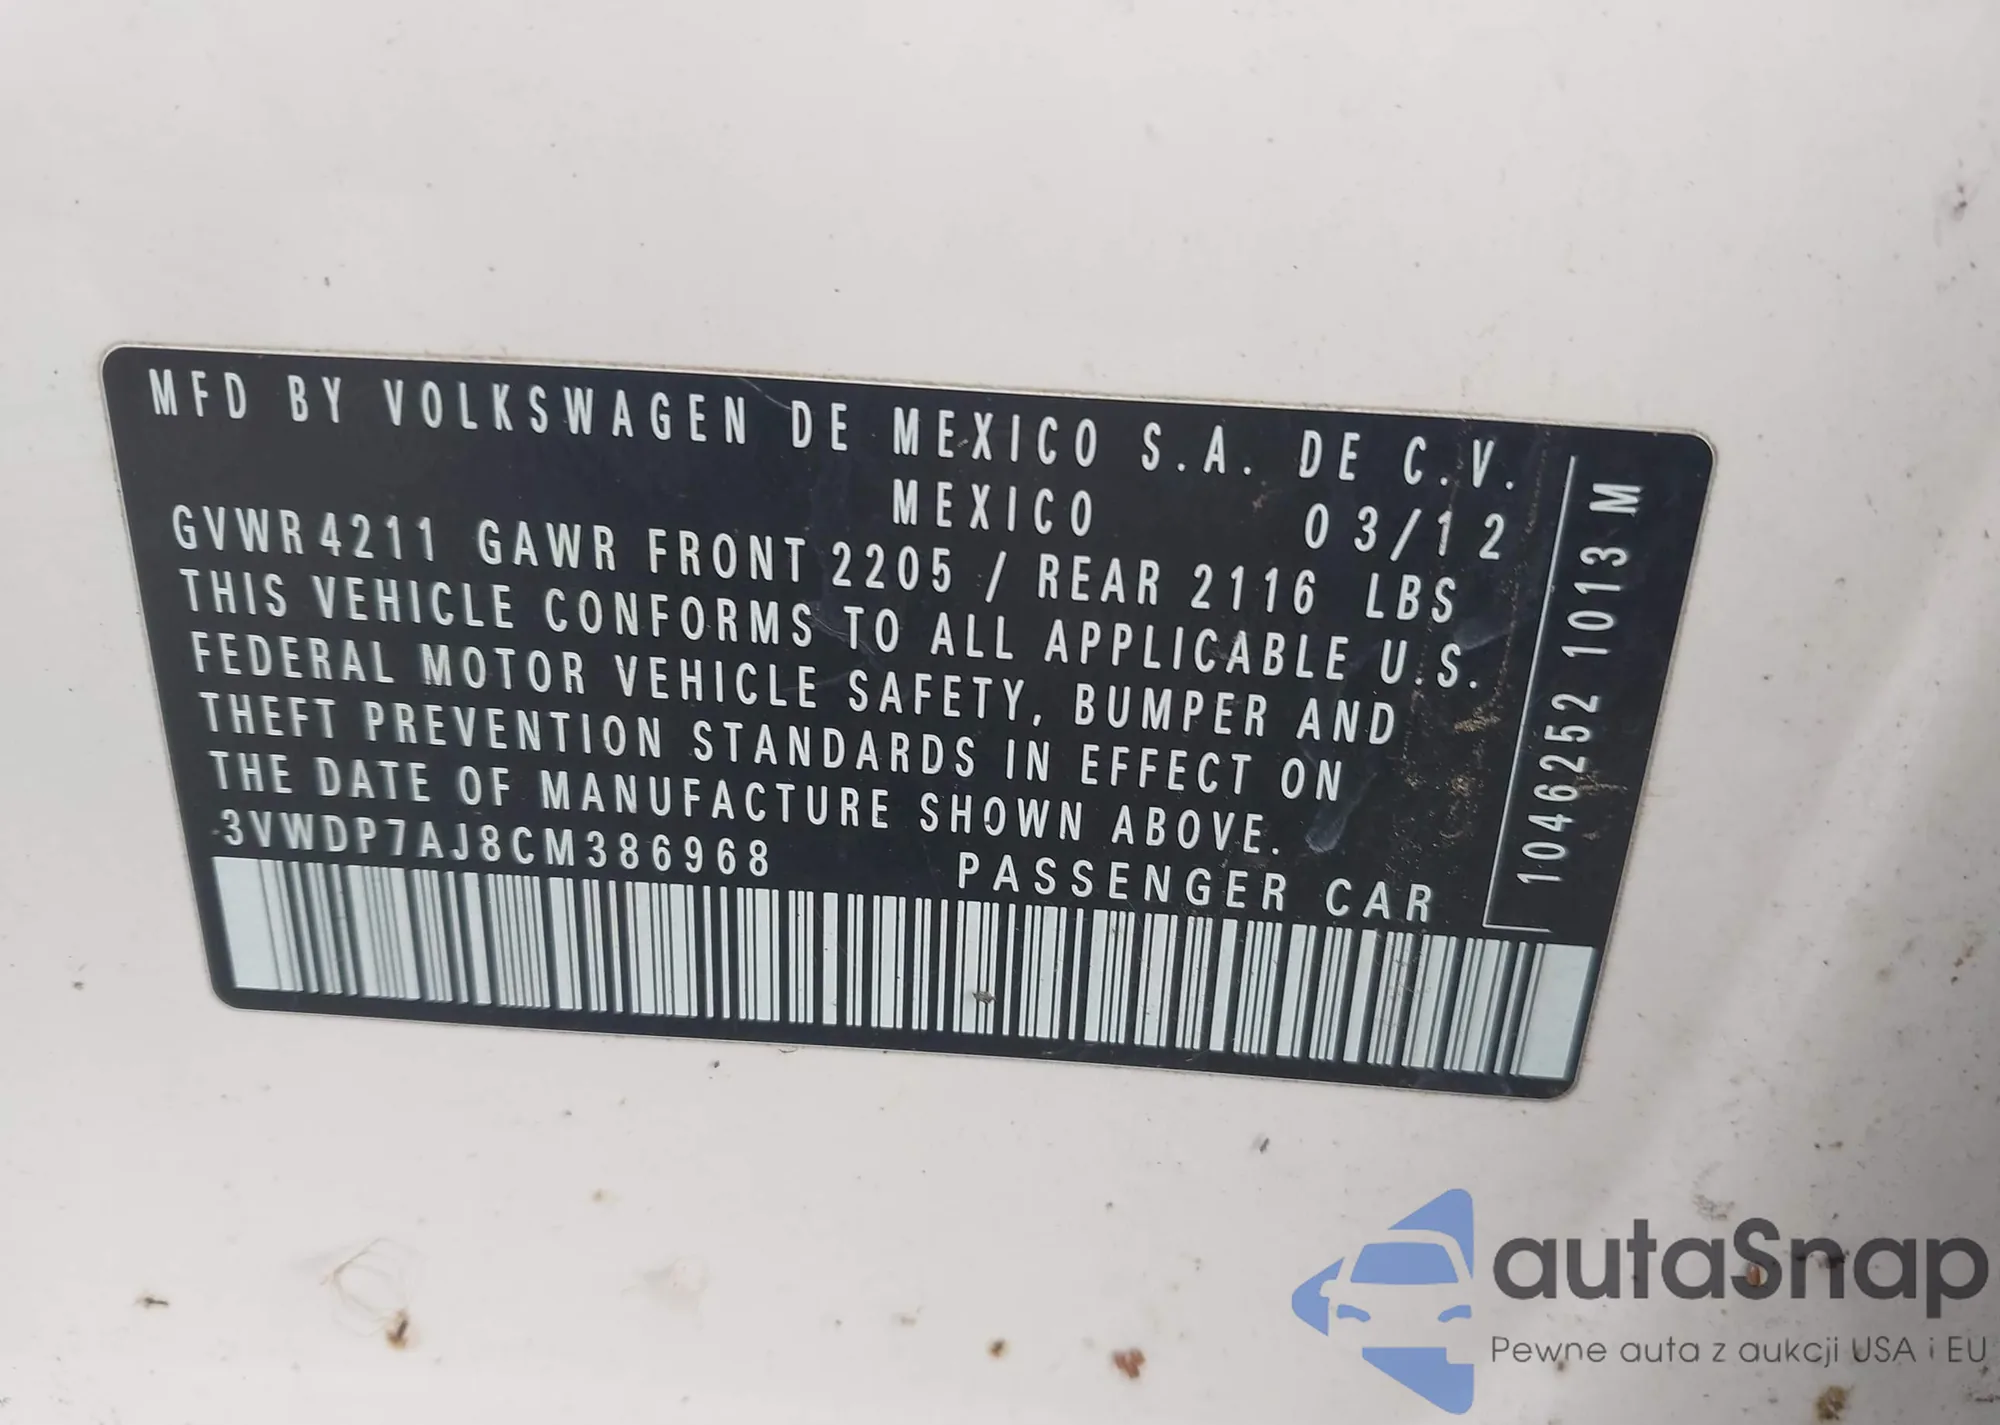 MFD BY VOLKSWAGEN DE MEXICO S.A. DE C.V.
MEXICO 03/12
GVWR 4211 GAWR FRONT 2205 / REAR 2116 LBS
THIS VEHICLE CONFORMS TO ALL APPLICABLE U.S.
FEDERAL MOTOR VEHICLE SAFETY, BUMPER AND
THEFT PREVENTION STANDARDS IN EFFECT ON
THE DATE OF MANUFACTURE SHOWN ABOVE.
3VWDP7AJ8CM386968 PASSENGER CAR
1046252 1013 M
autaSnap
Pewne auta z aukcji USA i EU